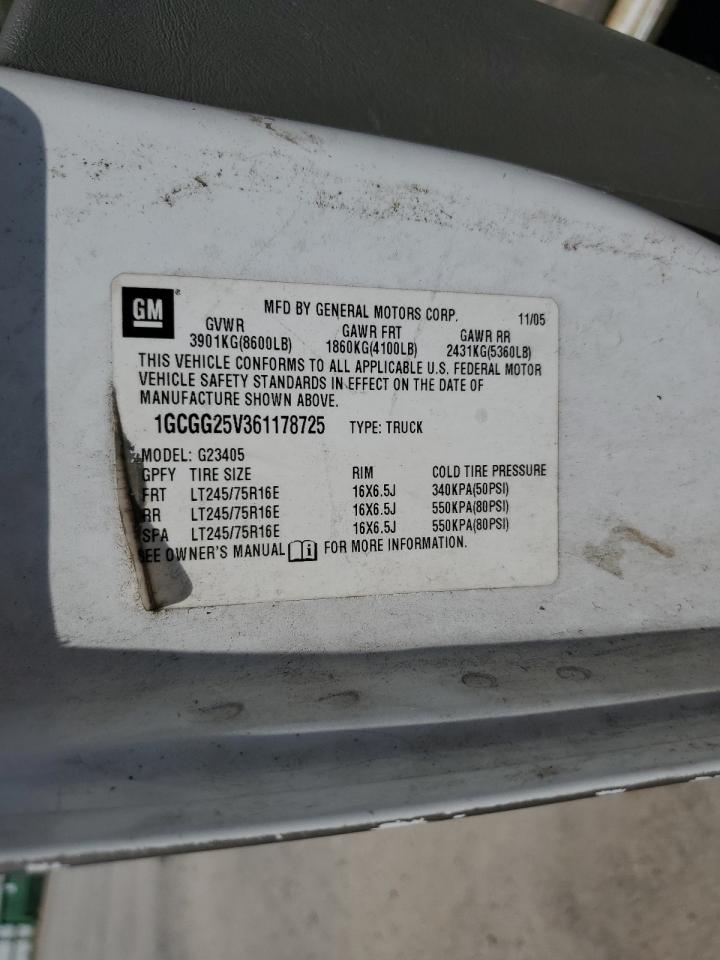 GM®
MFD BY GENERAL MOTORS CORP. 11/05
GVWR GAWR FRT GAWR RR
3901KG(8600LB) 1860KG(4100LB) 2431KG(5360LB)
THIS VEHICLE CONFORMS TO ALL APPLICABLE U.S. FEDERAL MOTOR
VEHICLE SAFETY STANDARDS IN EFFECT ON THE DATE OF
MANUFACTURE SHOWN ABOVE.
1GCGG25V361178725 TYPE: TRUCK
MODEL: G23405
GPFY TIRE SIZE RIM COLD TIRE PRESSURE
FRT LT245/75R16E 16X6.5J 340KPA(50PSI)
RR LT245/75R16E 16X6.5J 550KPA(80PSI)
SPA LT245/75R16E 16X6.5J 550KPA(80PSI)
SEE OWNER'S MANUAL FOR MORE INFORMATION.